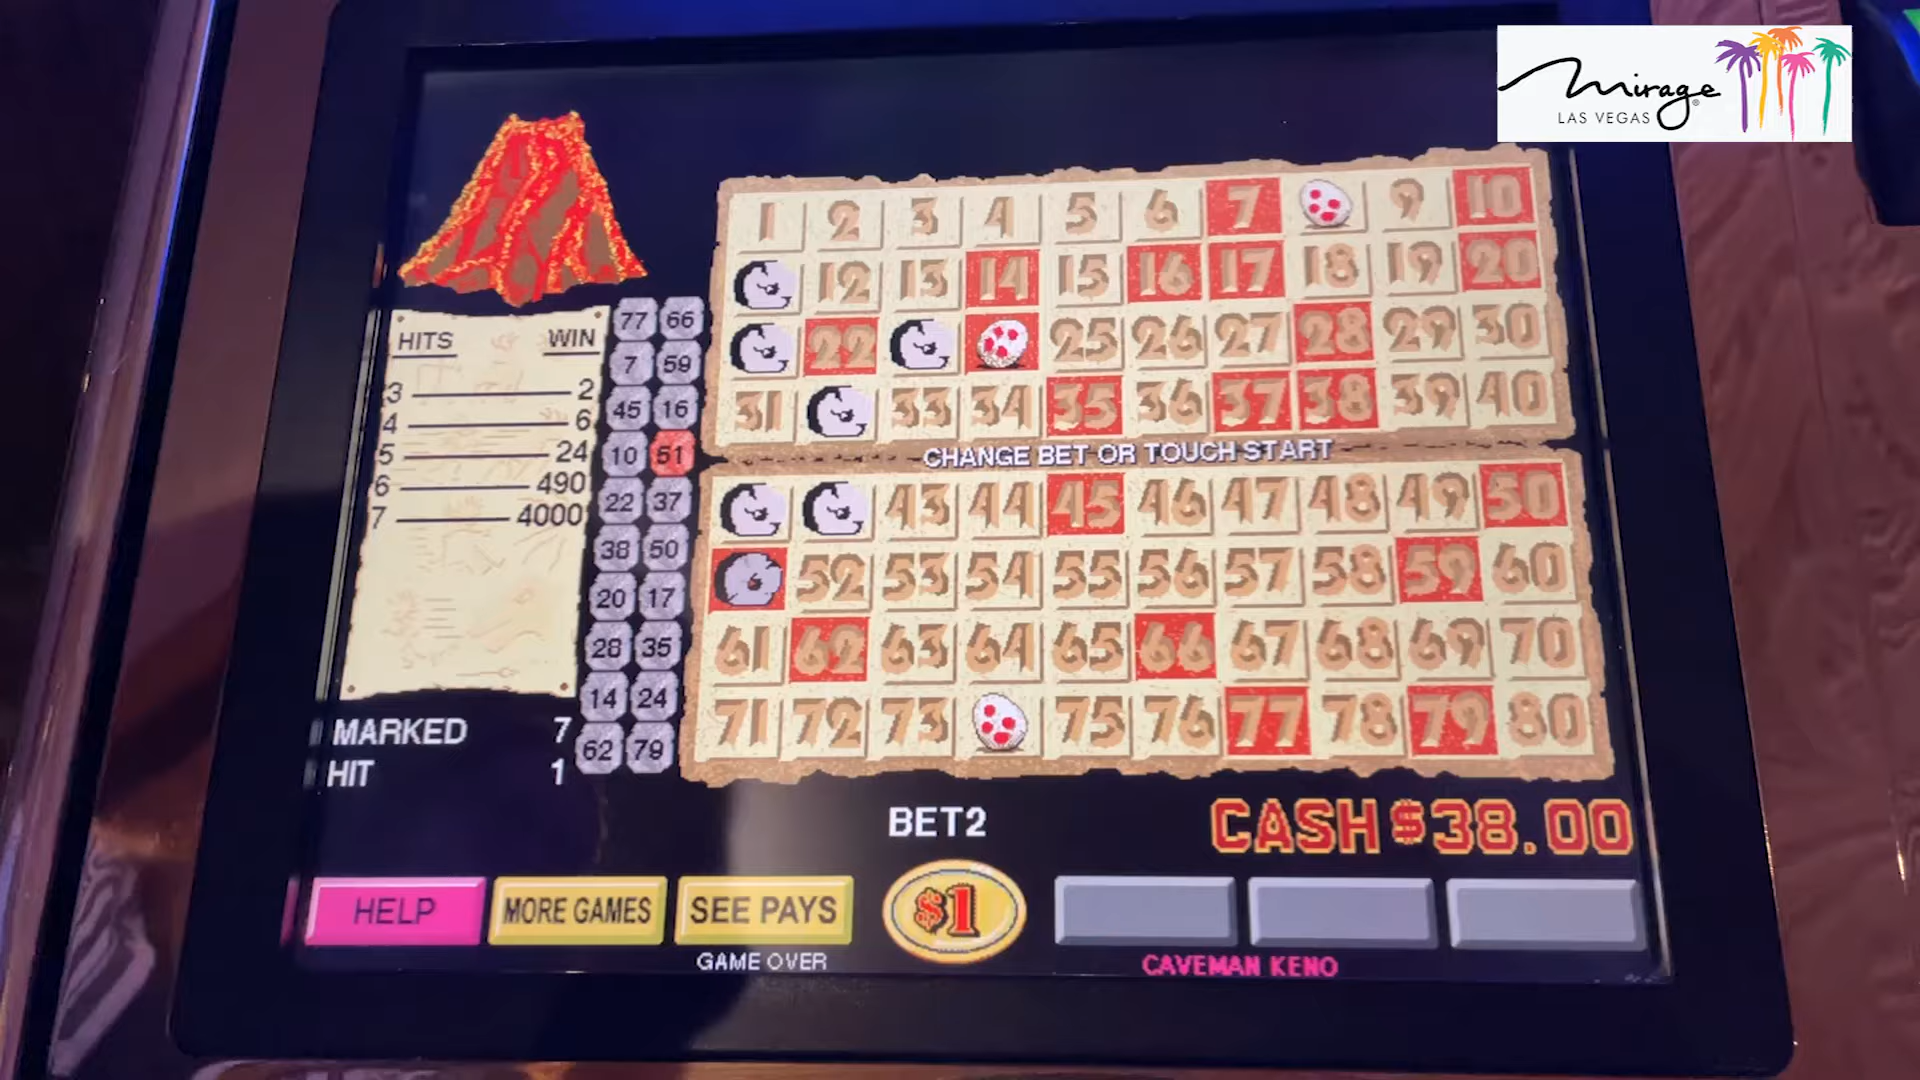 mirage®
LAS VEGAS
HITS WIN
3 2
4 6
5 24
6 490
7 4000
77 66
7 59
45 16
10 51
22 37
38 50
20 17
28 35
14 24
62 79
1 2 3 4 5 6 7 9 10
12 13 14 15 16 17 18 19 20
22 25 26 27 28 29 30
31 33 34 35 36 37 38 39 40
CHANGE BET OR TOUCH START
43 44 45 46 47 48 49 50
52 53 54 55 56 57 58 59 60
61 62 63 64 65 66 67 68 69 70
71 72 73 75 76 77 78 79 80
MARKED 7
HIT 1
BET2
CASH $38.00
HELP
MORE GAMES
SEE PAYS
$1
GAME OVER
CAVEMAN KENO